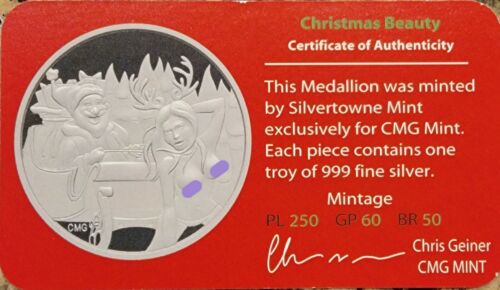 Christmas Beauty
Certificate of Authenticity
This Medallion was minted
by Silvertowne Mint
exclusively for CMG Mint.
Each piece contains one
troy of 999 fine silver.
Mintage
PL 250 GP 60 BR 50
Chris Geiner
CMG MINT
CMG